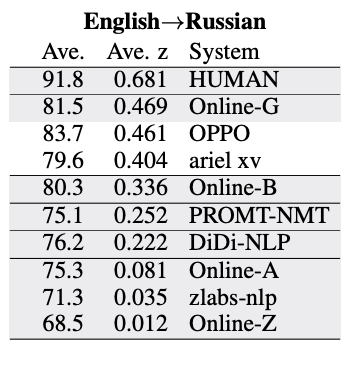 English→Russian
Ave. Ave. z System
91.8 0.681 HUMAN
81.5 0.469 Online-G
83.7 0.461 OPPO
79.6 0.404 ariel xv
80.3 0.336 Online-B
75.1 0.252 PROMT-NMT
76.2 0.222 DiDi-NLP
75.3 0.081 Online-A
71.3 0.035 zlabs-nlp
68.5 0.012 Online-Z